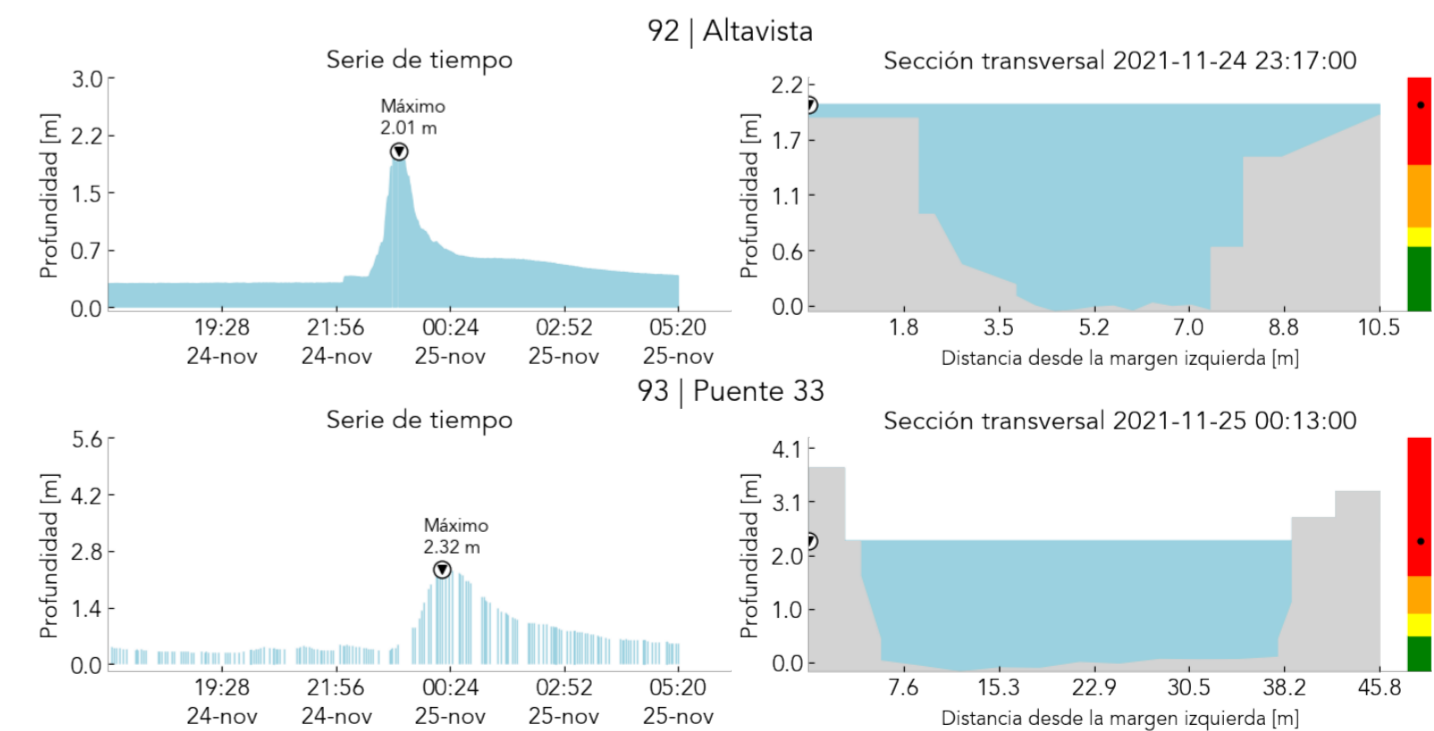 92 | Altavista
Serie de tiempo
Profundidad [m]
3.0
2.2
1.5
0.7
0.0
Máximo
2.01 m
19:28 21:56 00:24 02:52 05:20
24-nov 24-nov 25-nov 25-nov 25-nov
Sección transversal 2021-11-24 23:17:00
Profundidad [m]
2.2
1.7
1.1
0.6
0.0
1.8 3.5 5.2 7.0 8.8 10.5
Distancia desde la margen izquierda [m]
93 | Puente 33
Serie de tiempo
Profundidad [m]
5.6
4.2
2.8
1.4
0.0
Máximo
2.32 m
19:28 21:56 00:24 02:52 05:20
24-nov 24-nov 25-nov 25-nov 25-nov
Sección transversal 2021-11-25 00:13:00
Profundidad [m]
4.1
3.1
2.0
1.0
0.0
7.6 15.3 22.9 30.5 38.2 45.8
Distancia desde la margen izquierda [m]